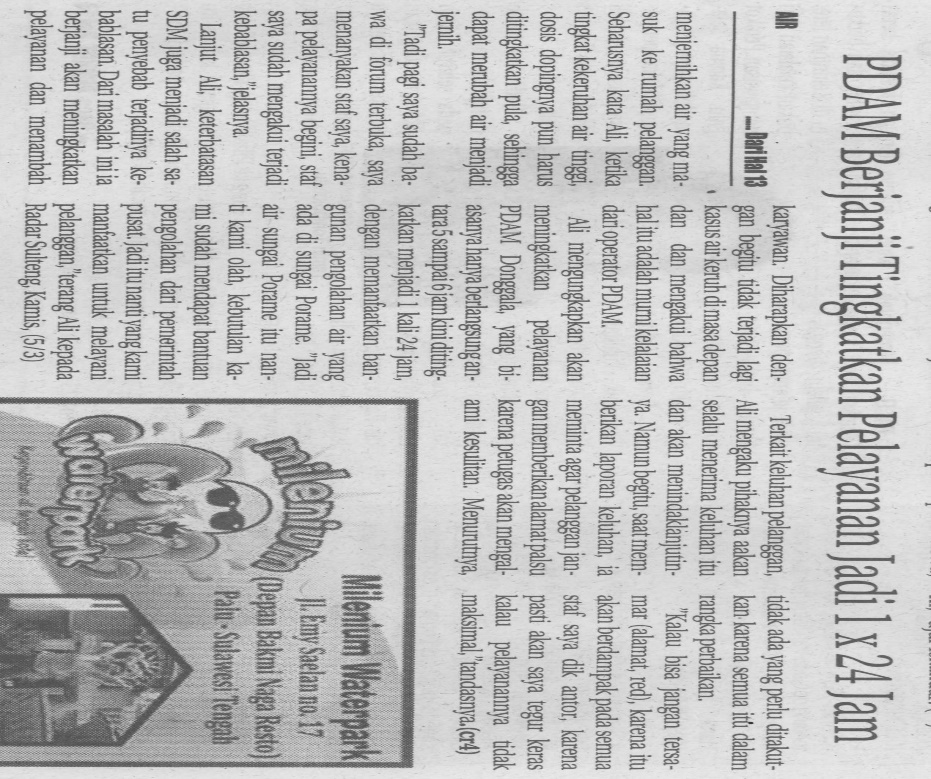 PDAM Berjanji Tingkatkan Pelayanan Jadi 1 x 24 Jam
AIR
.... Dari Hal 13
menjernihkan air yang ma-
suk ke rumah pelanggan.
Seharusnya kata Ali, ketika
tingkat kekeruhan air tinggi,
dosis dopingnya pun harus
ditingkatkan pula, sehingga
dapat merubah air menjadi
jernih.
"Tadi pagi saya sudah ba-
wa di forum terbuka, saya
menanyakan staf saya, kena-
pa pelayanannya begini, staf
saya sudah mengakui terjadi
kebablasan,"jelasnya.
Lanjut Ali, keterbatasan
SDM juga menjadi salah sa-
tu penyebab terjadinya ke-
bablasan. Dari masalah ini ia
berjanji akan meningkatkan
pelayanan dan menambah
kayawan. Diharapkan den-
gan begitu tidak terjadi lagi
kasus air keruh di masa depan
dan dan mengaku bahwa
hal itu adalah murni kelalaian
dari operator PDAM.
Ali mengungkapkan akan
meningkatkan pelayanan
PDAM Donggala, yang bi-
asanya hanya berlangsung an-
tara 5 sampai 6 jam kini diting-
katkan menjadi 1 kali 24 jam,
dengan memanfaatkan ban-
gunan pengolahan air yang
ada di sungai Porame. "Jadi
air sungai Porame itu nan-
ti kami olah, kebutulan ka-
mi sudah mendapat bantuan
pengolahan dari pemerintah
pusat. Jadi itu nanti yang kami
manfaatkan untuk melayani
pelanggan,"terang Ali kepada
Radar Sulteng, Kamis, (5/3)
Terkait keluhan pelanggan,
Ali mengaku pihaknya aakan
selalu menerima keluhan itu
dan akan menindaklanjutin-
ya. Namun begitu, saat mem-
berikan laporan keluhan, ia
meminta agar pelanggan jan-
gan memberikan alamat palsu
karena petugas akan mengal-
ami kesulitan. Menurutnya,
tidak ada yang perlu ditakut-
kan, karena semua itu dalam
rangka perbaikan.
"Kalau bisa jangan tersa-
mar alamat, red), karena itu
akan berdampak pada semua
staf saya dik antor, karena
pasti akan saya tegur keras
kalau pelayanannya tidak
maksimal,"tandasnya.(cr4)
milenium
waterpark
Milenium Waterpark
Jl. Emy Saelan no. 17
(Depan Bakmi Naga Resto)
Palu - Sulawesi Tengah